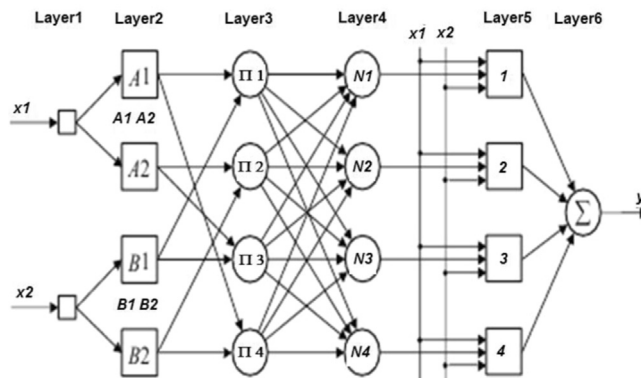 Layer1 Layer2 Layer3 Layer4 x1 x2 Layer5 Layer6
A1 Π 1 N1 1
x1 A1 A2
A2 Π 2 N2 2
y
Σ
B1 Π 3 N3 3
x2 B1 B2
B2 Π 4 N4 4